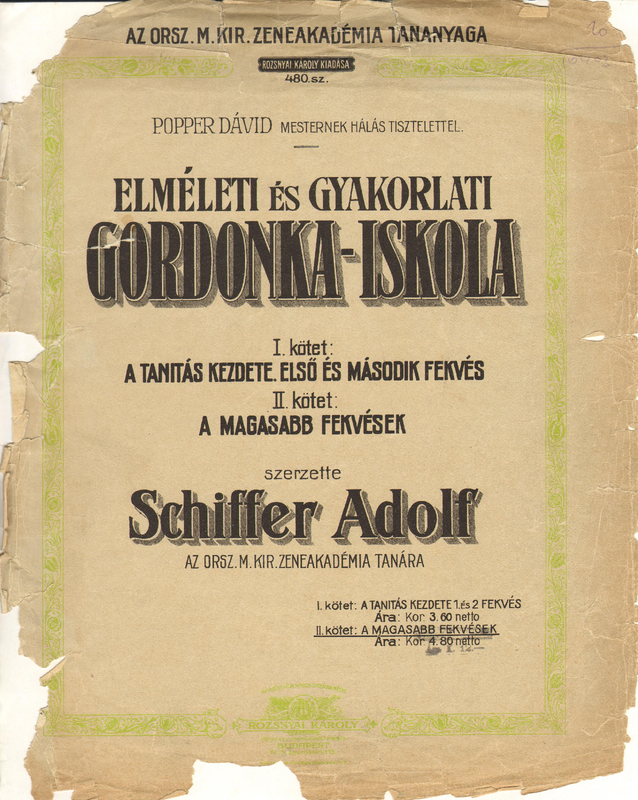 AZ ORSZ. M. KIR. ZENEAKADÉMIA TANANYAGA
ROZSNYAI KÁROLY KIADÁSA
480.sz.
POPPER DÁVID MESTERNEK HÁLÁS TISZTELETTEL.
ELMÉLETI ÉS GYAKORLATI
GORDONKA-ISKOLA
I. kötet:
A TANITÁS KEZDETE. ELSŐ ÉS MÁSODIK FEKVÉS
II. kötet:
A MAGASABB FEKVÉSEK
szerzette
Schiffer Adolf
AZ ORSZ. M. KIR. ZENEAKADÉMIA TANÁRA
I. kötet: A TANITÁS KEZDETE 1. és 2 FEKVÉS
Ára: Kor 3.60 netto
II. kötet: A MAGASABB FEKVÉSEK
Ára: Kor 4.80 netto
ROZSNYAI KÁROLY